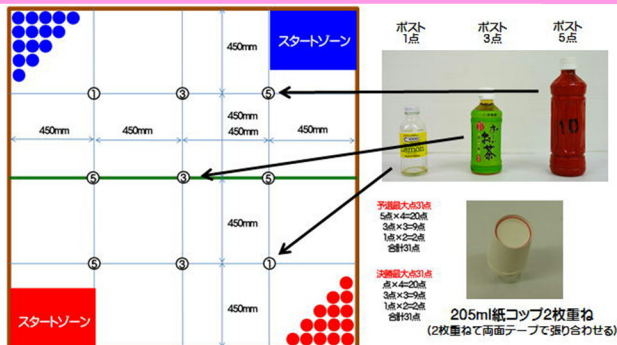 スタートゾーン
450mm
① ③ ⑤
450mm
450mm 450mm 450mm 450mm
⑤ ③ ⑤
450mm
⑤ ③ ①
450mm
スタートゾーン
ポスト
1点
ポスト
3点
ポスト
5点
lemon
お茶
10
予選最大点31点
5点×4=20点
3点×3=9点
1点×2=2点
合計31点
決勝最大点31点
点×4=20点
3点×3=9点
1点×2=2点
合計31点
205ml紙コップ2枚重ね
(2枚重ねて両面テープで張り合わせる)